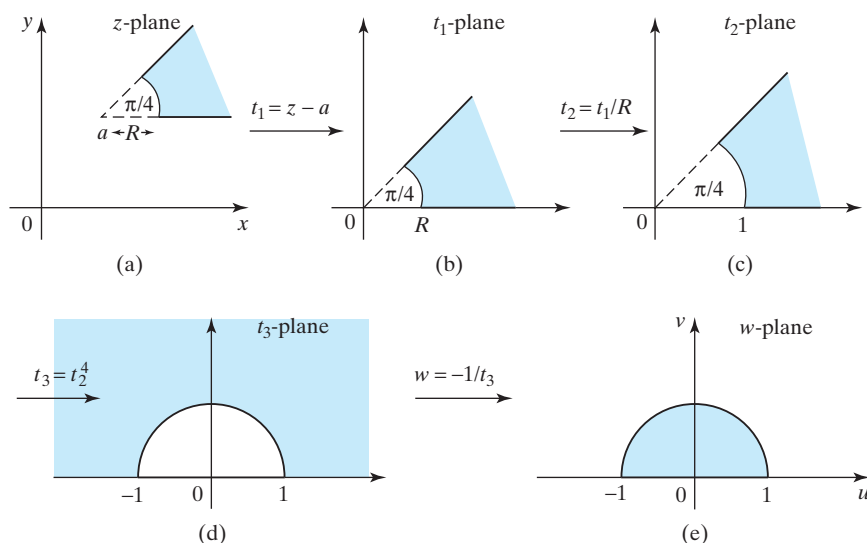 y
z-plane
π/4
a
R
0
x
(a)
t₁ = z – a
t₁-plane
π/4
0
R
(b)
t₂ = t₁/R
t₂-plane
π/4
0
1
(c)
t₃ = t₂⁴
t₃-plane
–1
0
1
(d)
w = –1/t₃
v
w-plane
–1
0
1
u
(e)